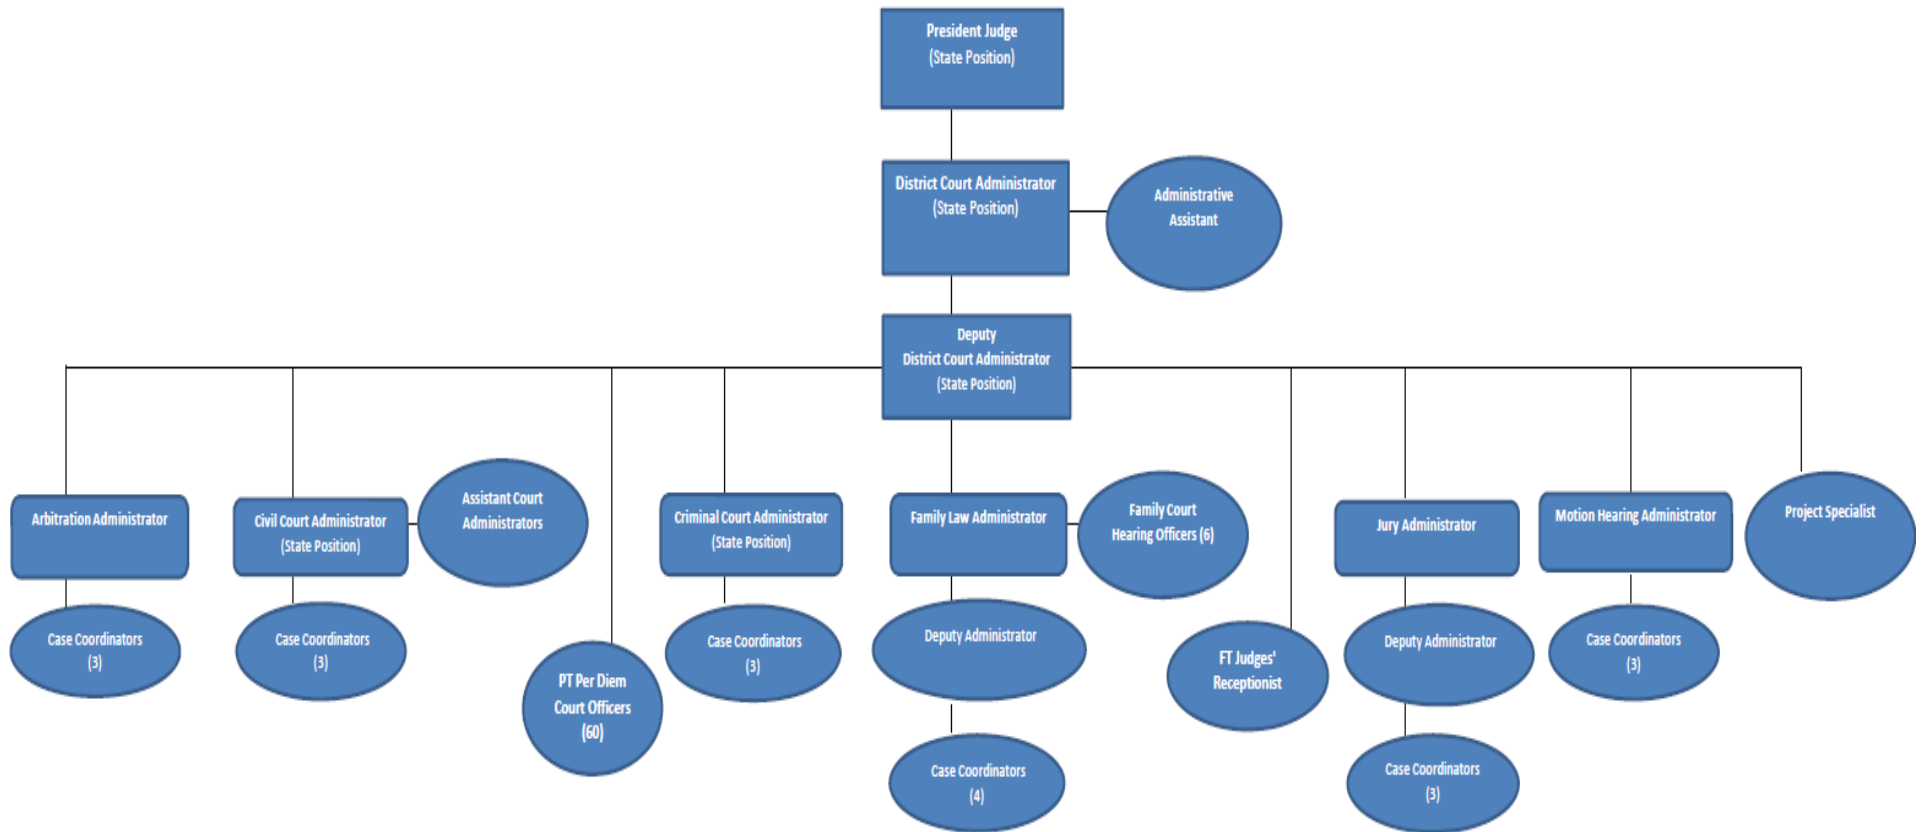 President Judge
(State Position)
District Court Administrator
(State Position)
Administrative
Assistant
Deputy
District Court Administrator
(State Position)
Arbitration Administrator
Civil Court Administrator
(State Position)
Assistant Court
Administrators
Criminal Court Administrator
(State Position)
Family Law Administrator
Family Court
Hearing Officers (6)
Jury Administrator
Motion Hearing Administrator
Project Specialist
Case Coordinators
(3)
Case Coordinators
(3)
PT Per Diem
Court Officers
(60)
Case Coordinators
(3)
Deputy Administrator
FT Judges'
Receptionist
Deputy Administrator
Case Coordinators
(3)
Case Coordinators
(4)
Case Coordinators
(3)